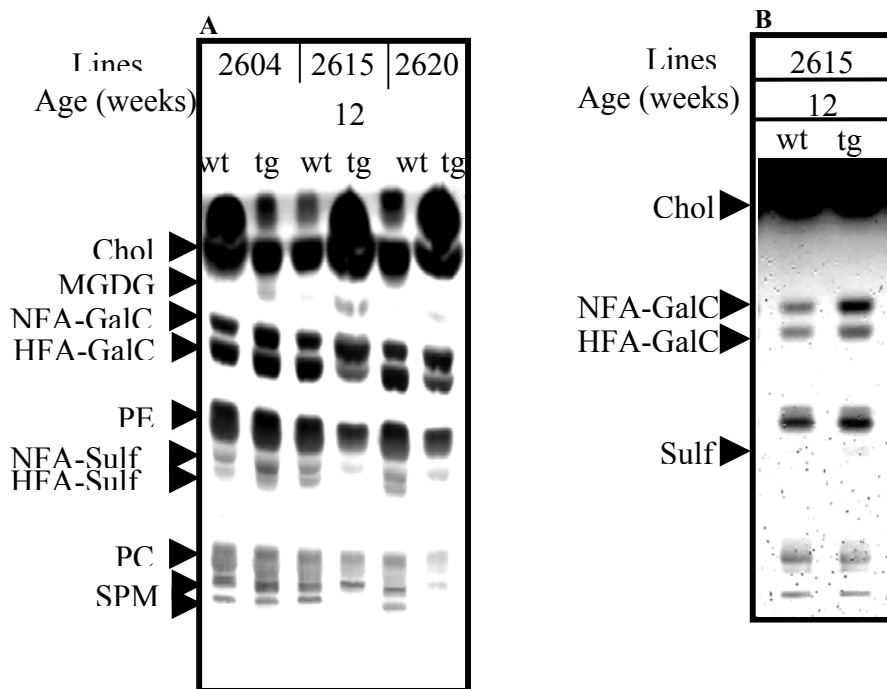 A
Lines 2604 2615 2620
Age (weeks) 12
wt tg wt tg wt tg
Chol
MGDG
NFA-GalC
HFA-GalC
PE
NFA-Sulf
HFA-Sulf
PC
SPM
B
Lines 2615
Age (weeks) 12
wt tg
Chol
NFA-GalC
HFA-GalC
Sulf